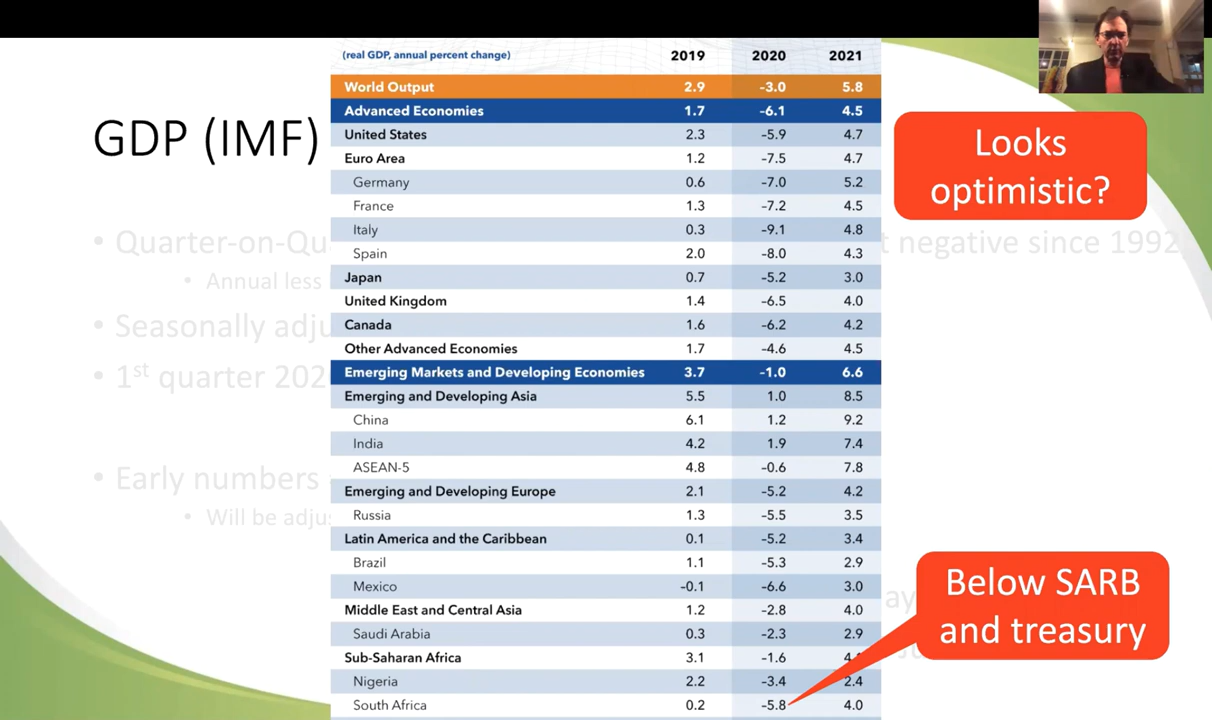 (real GDP, annual percent change) 2019 2020 2021
World Output 2.9 –3.0 5.8
Advanced Economies 1.7 –6.1 4.5
United States 2.3 –5.9 4.7
Euro Area 1.2 –7.5 4.7
Germany 0.6 –7.0 5.2
France 1.3 –7.2 4.5
Italy 0.3 –9.1 4.8
Spain 2.0 –8.0 4.3
Japan 0.7 –5.2 3.0
United Kingdom 1.4 –6.5 4.0
Canada 1.6 –6.2 4.2
Other Advanced Economies 1.7 –4.6 4.5
Emerging Markets and Developing Economies 3.7 –1.0 6.6
Emerging and Developing Asia 5.5 1.0 8.5
China 6.1 1.2 9.2
India 4.2 1.9 7.4
ASEAN-5 4.8 –0.6 7.8
Emerging and Developing Europe 2.1 –5.2 4.2
Russia 1.3 –5.5 3.5
Latin America and the Caribbean 0.1 –5.2 3.4
Brazil 1.1 –5.3 2.9
Mexico –0.1 –6.6 3.0
Middle East and Central Asia 1.2 –2.8 4.0
Saudi Arabia 0.3 –2.3 2.9
Sub-Saharan Africa 3.1 –1.6
Nigeria 2.2 –3.4 2.4
South Africa 0.2 –5.8 4.0
GDP (IMF)
Looks
optimistic?
• Quarter-on-Qu
negative since 1992
• Annual less
• Seasonally adju
• 1st quarter 202
• Early numbers
• Will be adju
Below SARB
and treasury